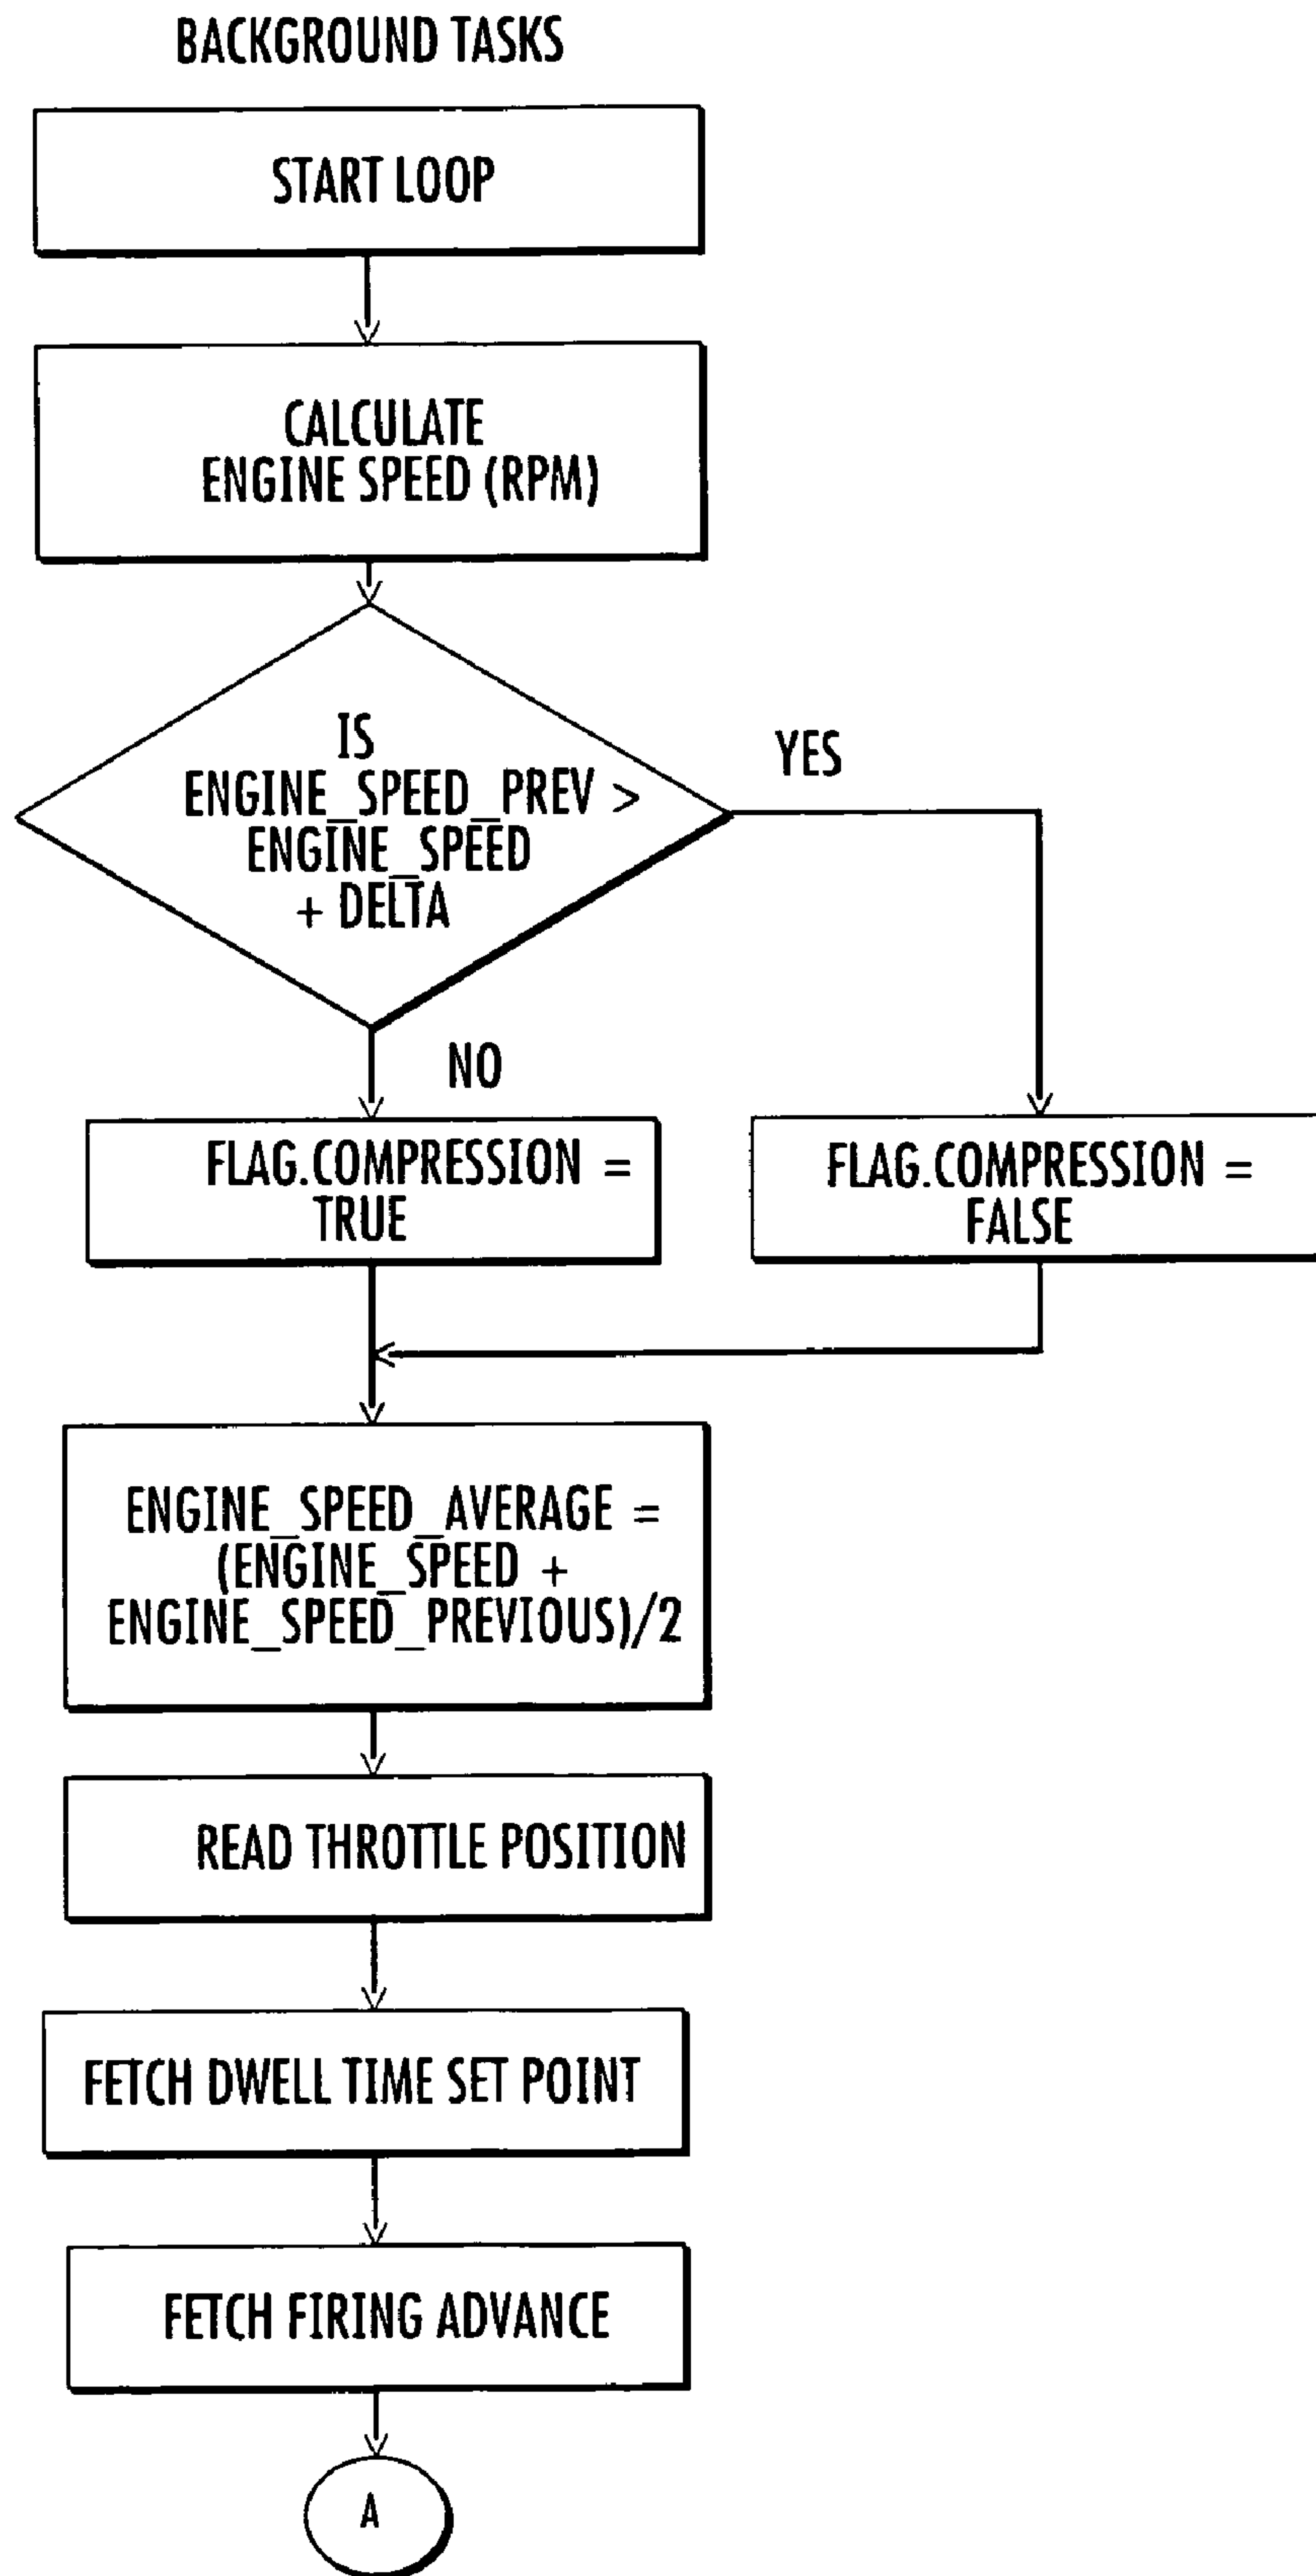 BACKGROUND TASKS
START LOOP
CALCULATE
ENGINE SPEED (RPM)
IS
ENGINE_SPEED_PREV >
ENGINE_SPEED
+ DELTA
YES
NO
FLAG.COMPRESSION =
TRUE
FLAG.COMPRESSION =
FALSE
ENGINE_SPEED_AVERAGE =
(ENGINE_SPEED +
ENGINE_SPEED_PREVIOUS)/2
READ THROTTLE POSITION
FETCH DWELL TIME SET POINT
FETCH FIRING ADVANCE
A